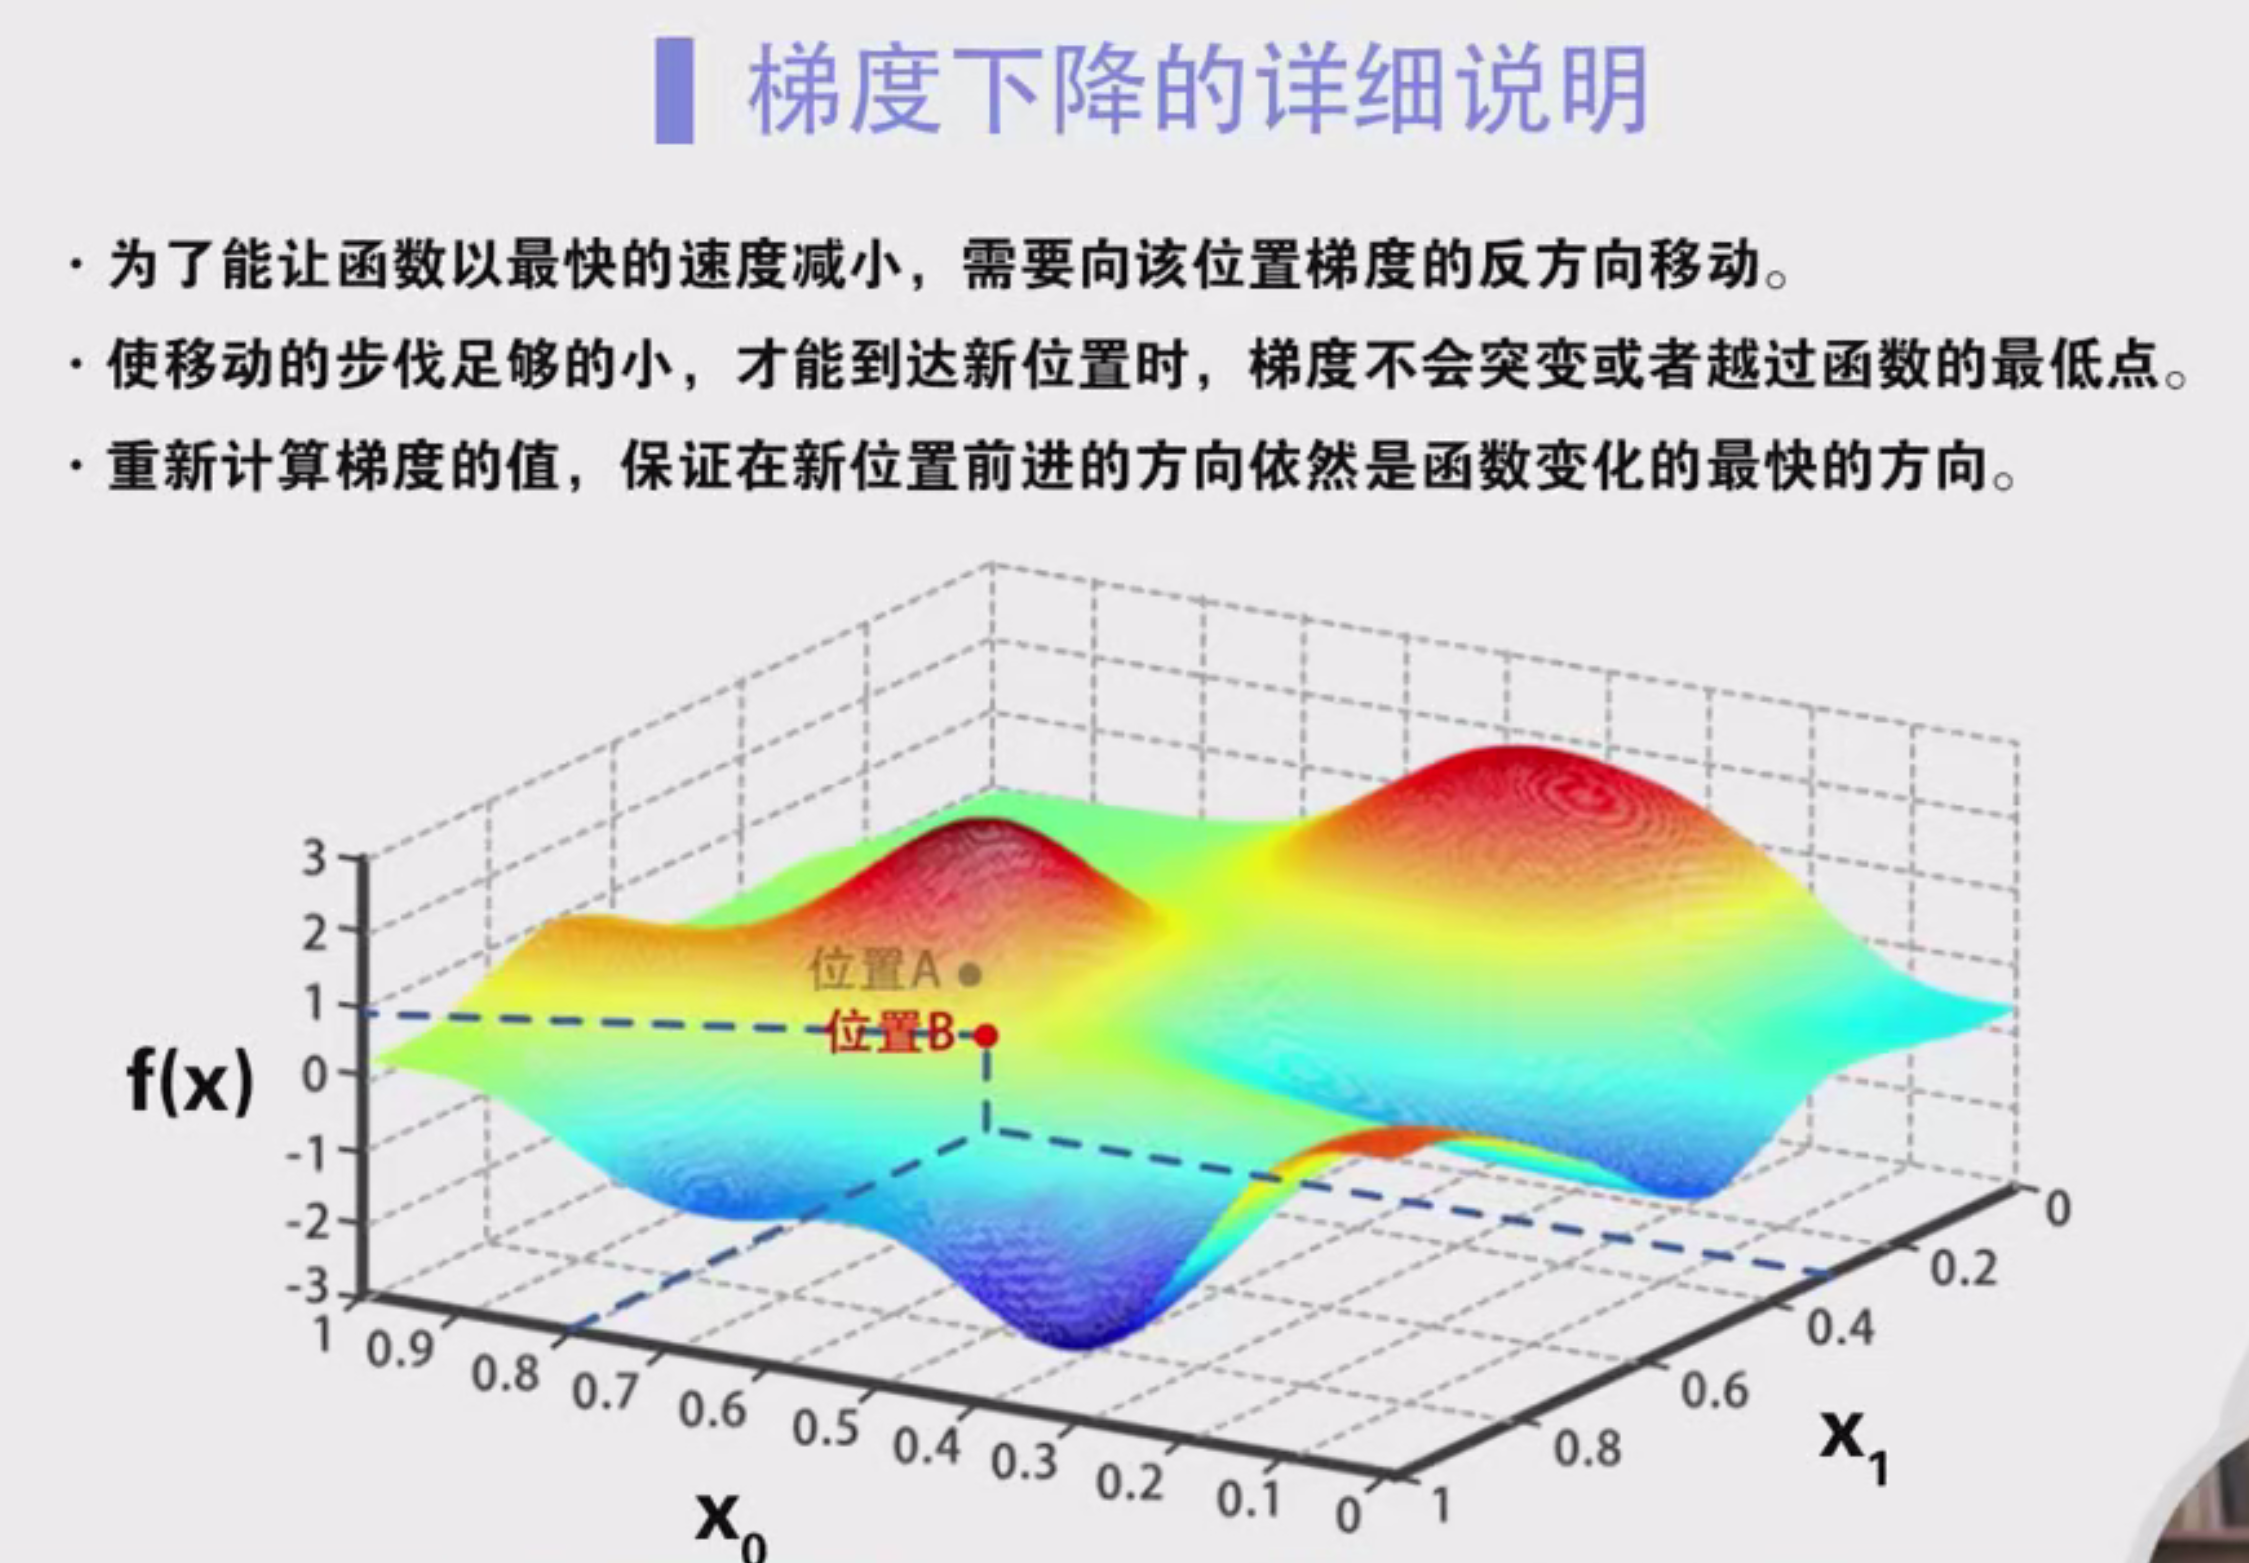 梯度下降的详细说明
· 为了能让函数以最快的速度减小，需要向该位置梯度的反方向移动。
· 使移动的步伐足够的小，才能到达新位置时，梯度不会突变或者越过函数的最低点。
· 重新计算梯度的值，保证在新位置前进的方向依然是函数变化的最快的方向。
3
2
位置A
1
位置B
f(x)
0
-1
-2
-3
0
0.2
0.4
0.6
0.8
1
x₁
1
0.9
0.8
0.7
0.6
0.5
0.4
0.3
0.2
0.1
0
x₀